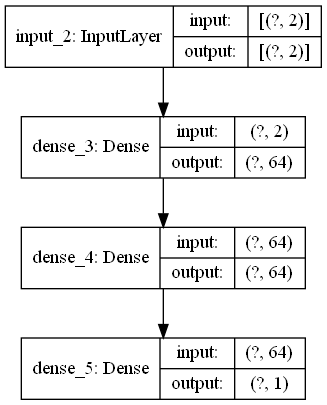 input_2: InputLayer
input: [(?, 2)]
output: [(?, 2)]
dense_3: Dense
input: (?, 2)
output: (?, 64)
dense_4: Dense
input: (?, 64)
output: (?, 64)
dense_5: Dense
input: (?, 64)
output: (?, 1)